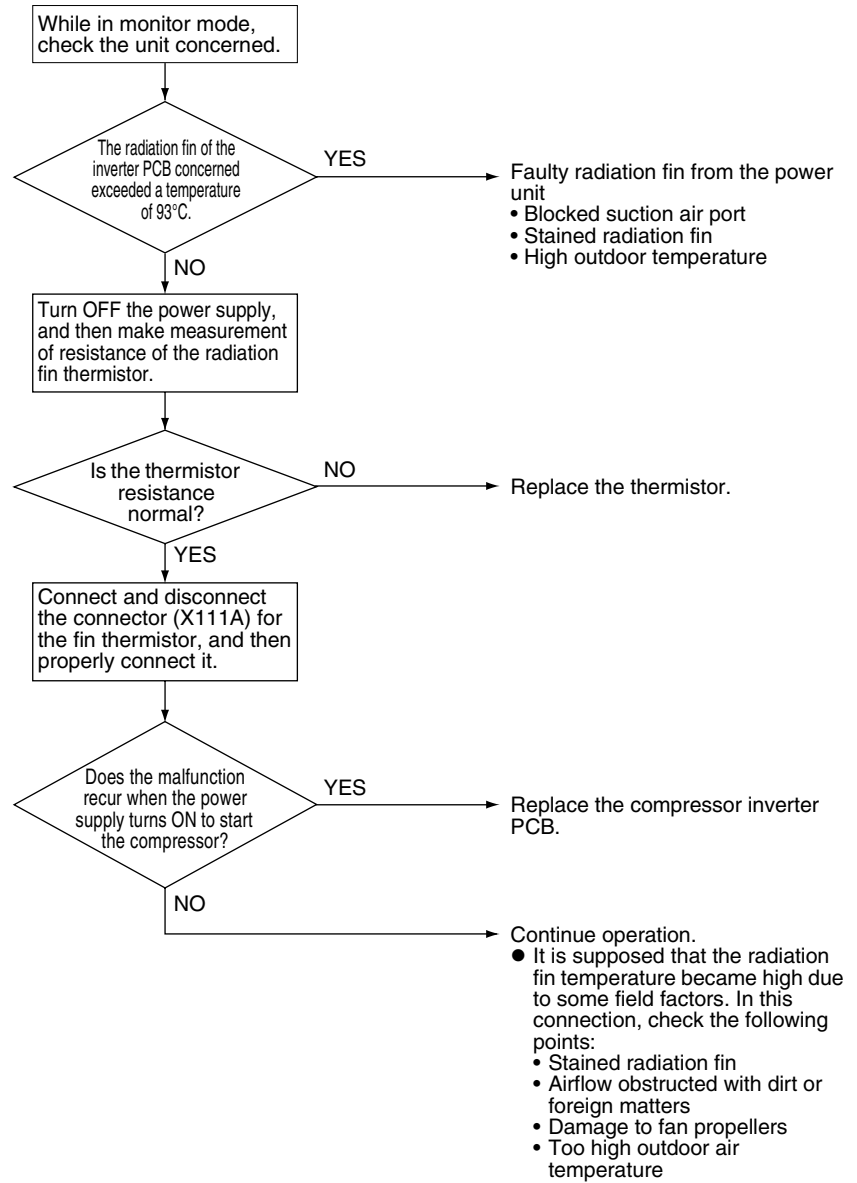 While in monitor mode,
check the unit concerned.
The radiation fin of the
inverter PCB concerned
exceeded a temperature
of 93°C.
YES
Faulty radiation fin from the power
unit
• Blocked suction air port
• Stained radiation fin
• High outdoor temperature
NO
Turn OFF the power supply,
and then make measurement
of resistance of the radiation
fin thermistor.
Is the thermistor
resistance
normal?
NO
Replace the thermistor.
YES
Connect and disconnect
the connector (X111A) for
the fin thermistor, and then
properly connect it.
Does the malfunction
recur when the power
supply turns ON to start
the compressor?
YES
Replace the compressor inverter
PCB.
NO
Continue operation.
● It is supposed that the radiation
fin temperature became high due
to some field factors. In this
connection, check the following
points:
• Stained radiation fin
• Airflow obstructed with dirt or
foreign matters
• Damage to fan propellers
• Too high outdoor air
temperature